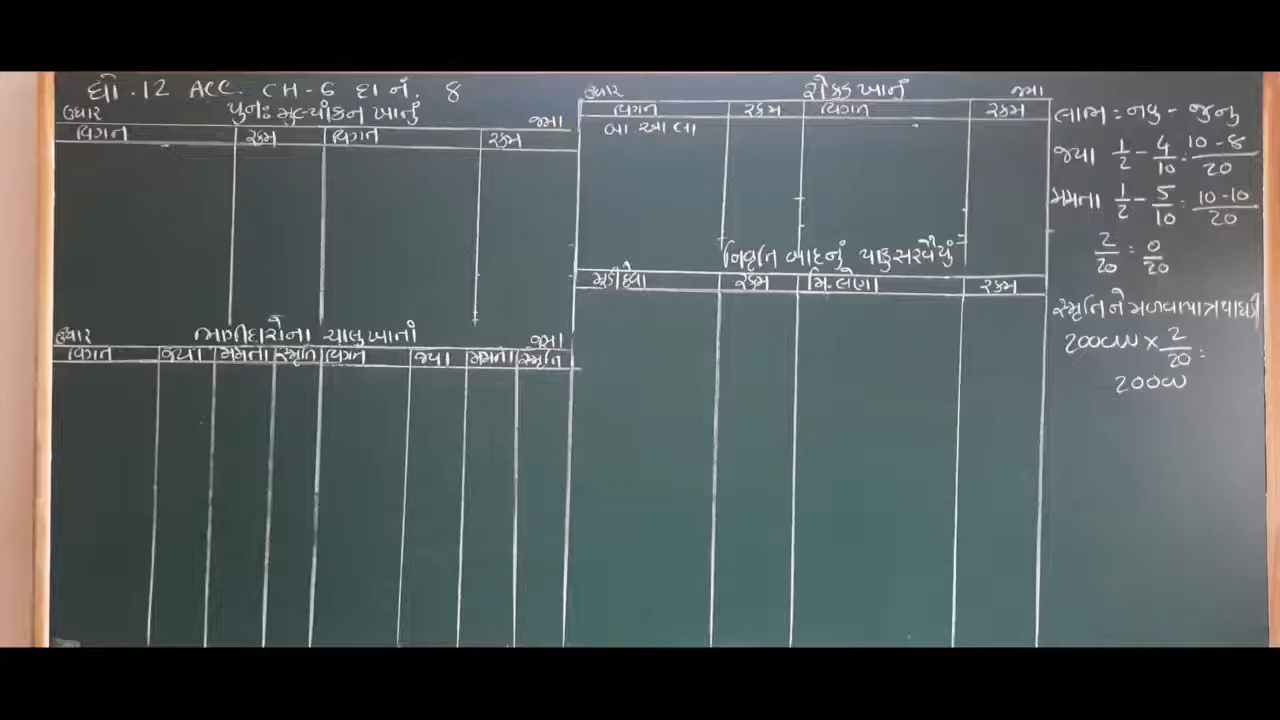 ધો. 12 ACC. CH-6 દા નં. 8
ઉધાર પુનઃમુલ્યાંકન ખાનું જમા
વિગત રકમ વિગત રકમ
ઉધાર ભાગીદારોના ચાલુ ખાતાં જમા
વિગત જયા મમતા સ્મૃતિ વિગત જયા મમતા સ્મૃતિ
ઉધાર રોકડ ખાનું જમા
વિગત રકમ વિગત રકમ
બા આ લા
નિવૃત્તિ બાદનું પાકુ સરવૈયું
મૂડી દેવા રકમ મિ-લેણા રકમ
લાભ = નવુ - જુનુ
જયા 1/2 - 4/10 = 10-8/20
મમતા 1/2 - 5/10 = 10-10/20
2/20 = 0/20
સ્મૃતિ ને મળવાપાત્ર પાઘડી
200000 × 2/20 =
20000